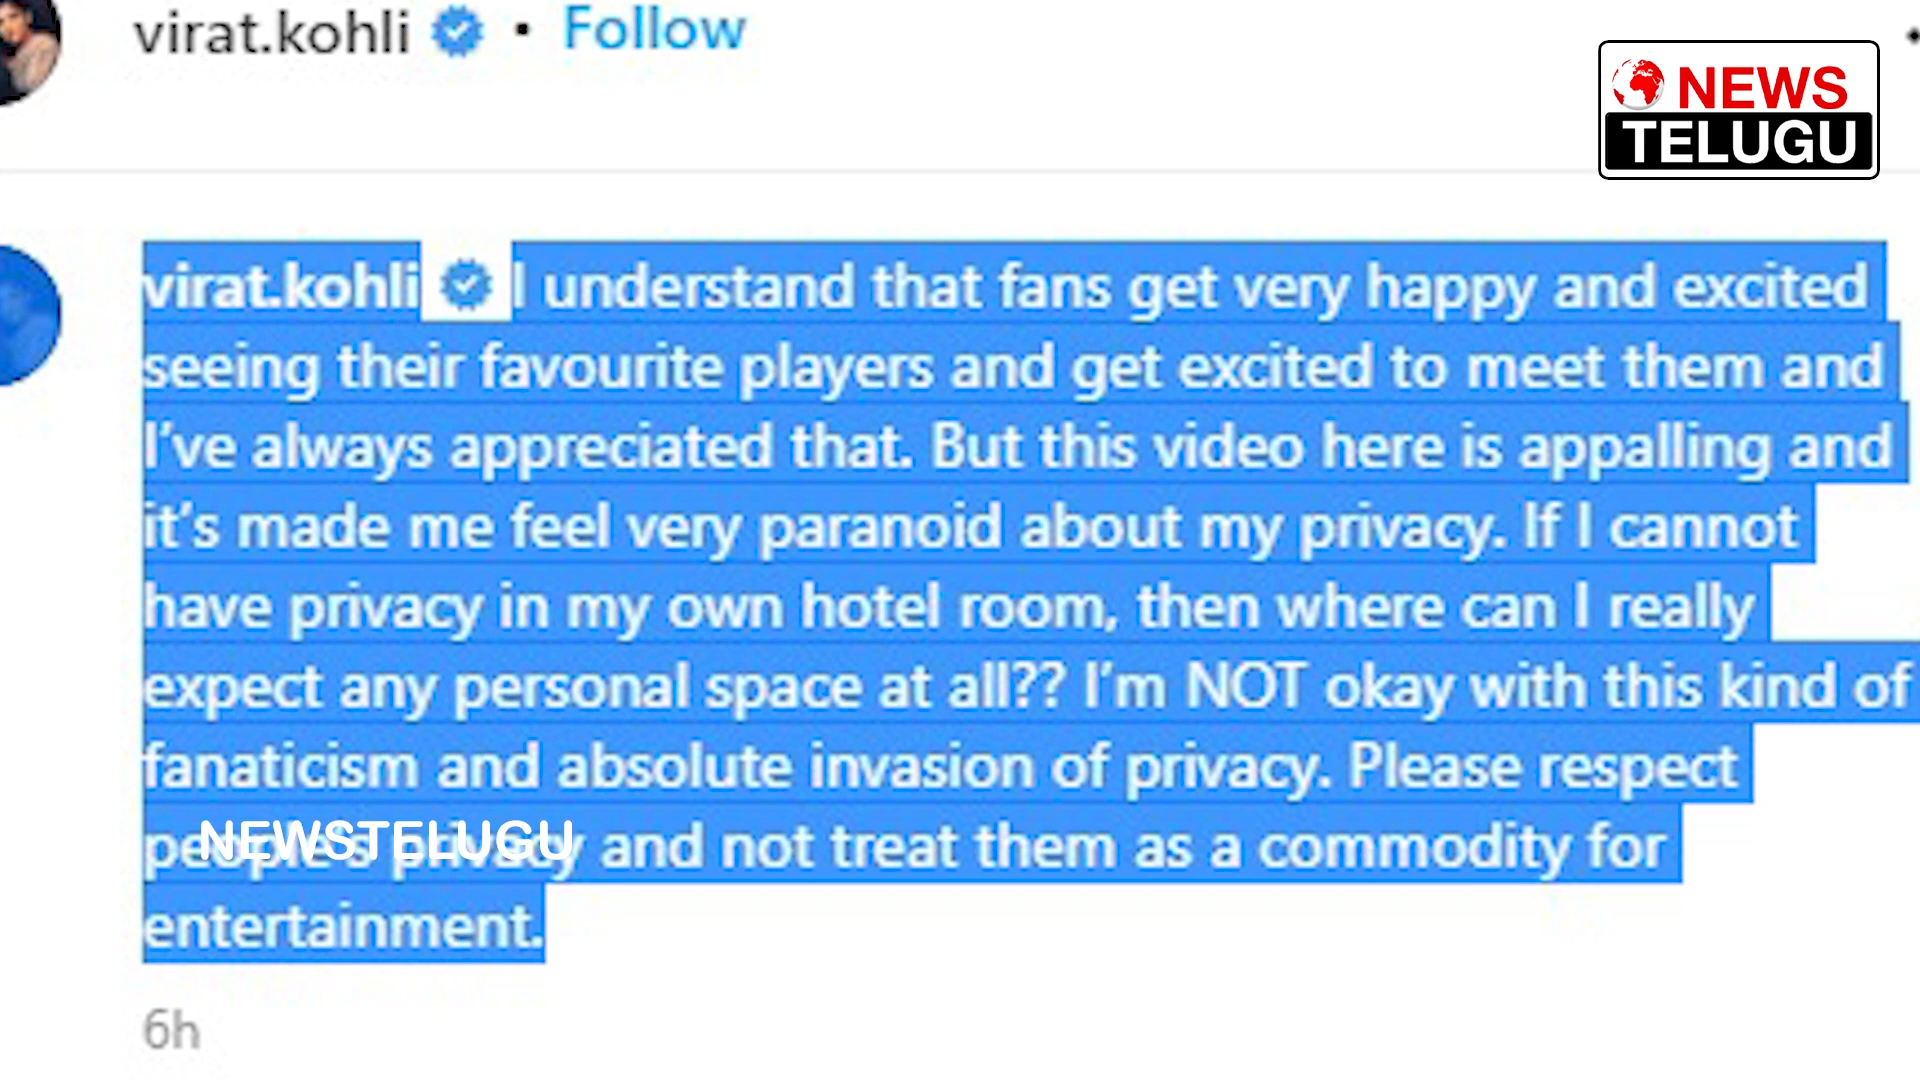 virat.kohli • Follow
NEWS
TELUGU
virat.kohli I understand that fans get very happy and excited
seeing their favourite players and get excited to meet them and
I've always appreciated that. But this video here is appalling and
it's made me feel very paranoid about my privacy. If I cannot
have privacy in my own hotel room, then where can I really
expect any personal space at all?? I'm NOT okay with this kind of
fanaticism and absolute invasion of privacy. Please respect
people's privacy and not treat them as a commodity for
NEWSTELUGU
entertainment.
6h